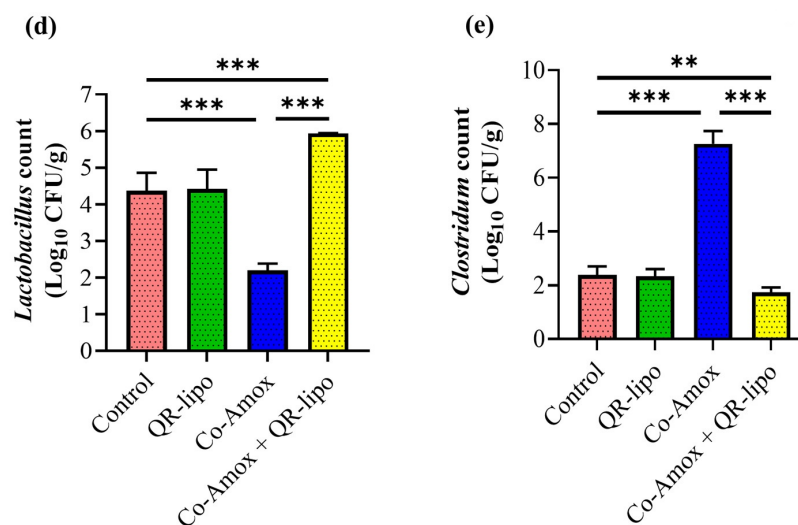 (d)
***
***
***
Lactobacillus count
(Log₁₀ CFU/g)
7
6
5
4
3
2
1
0
Control
QR-lipo
Co-Amox
Co-Amox + QR-lipo
(e)
**
***
***
Clostridum count
(Log₁₀ CFU/g)
10
8
6
4
2
0
Control
QR-lipo
Co-Amox
Co-Amox + QR-lipo